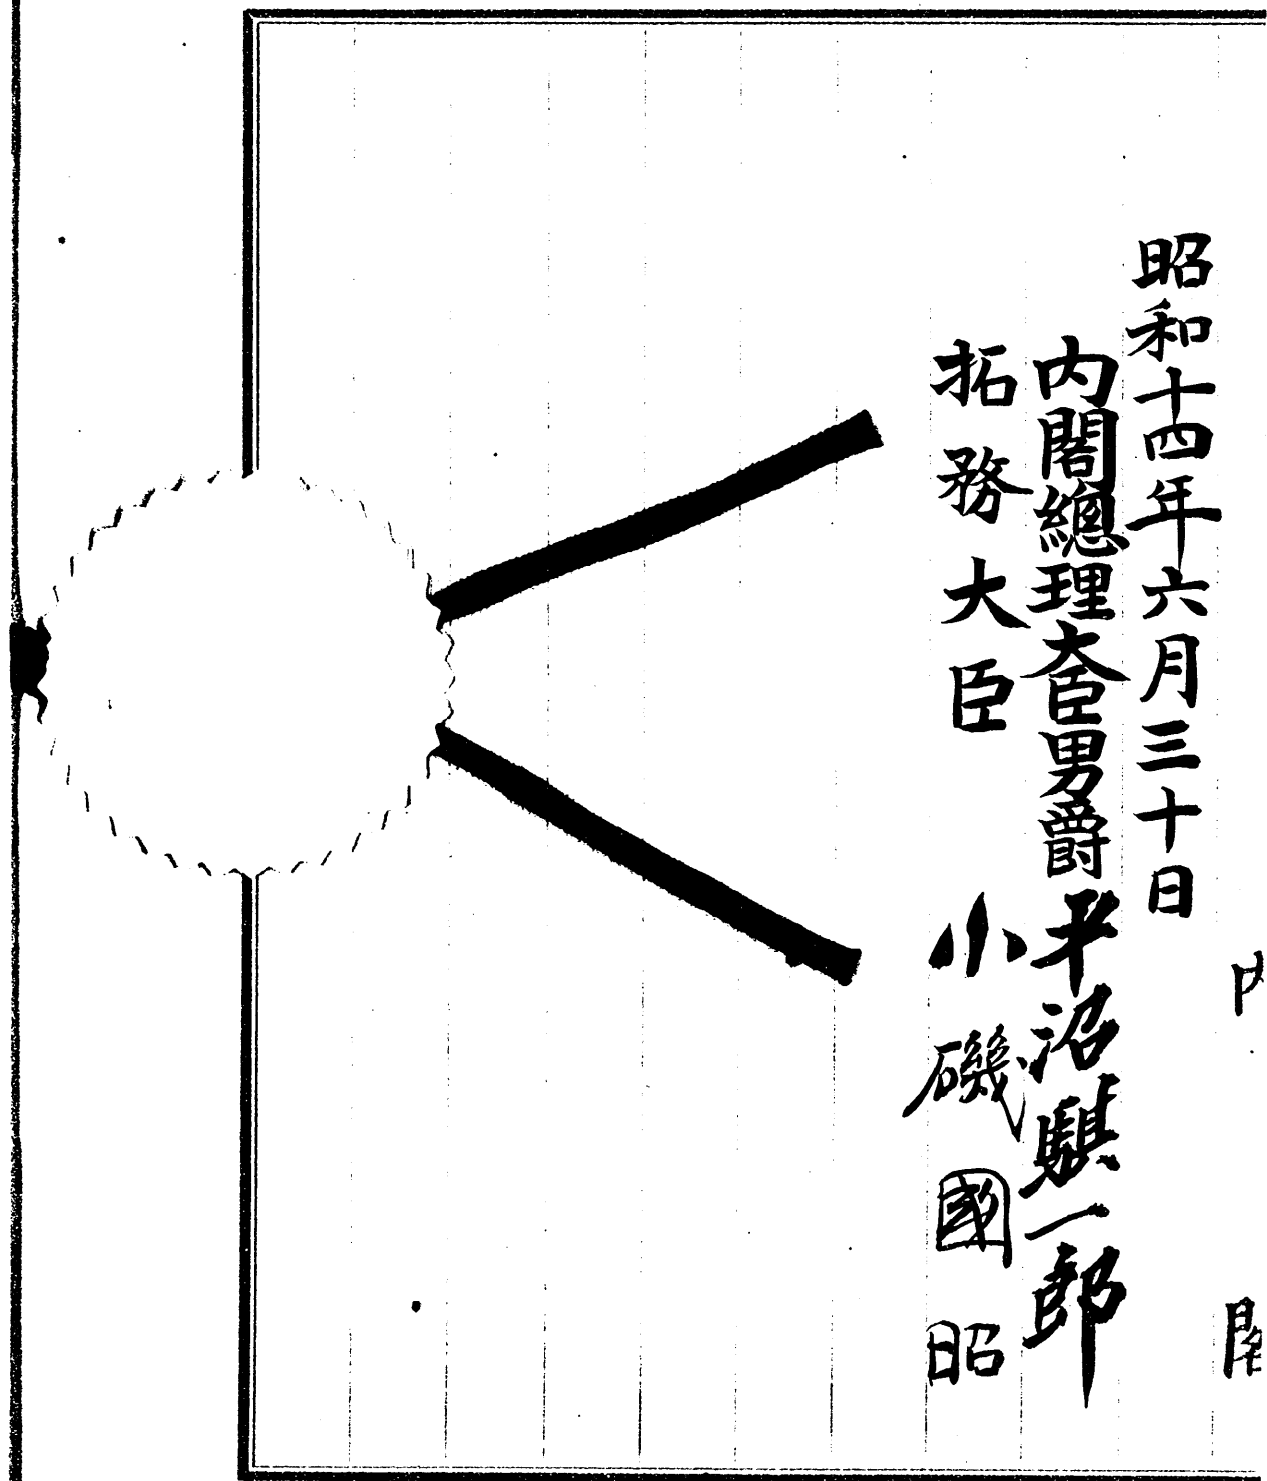 昭和十四年六月三十日
内閣總理大臣男爵平沼騏一郎
拓務大臣 小磯國昭